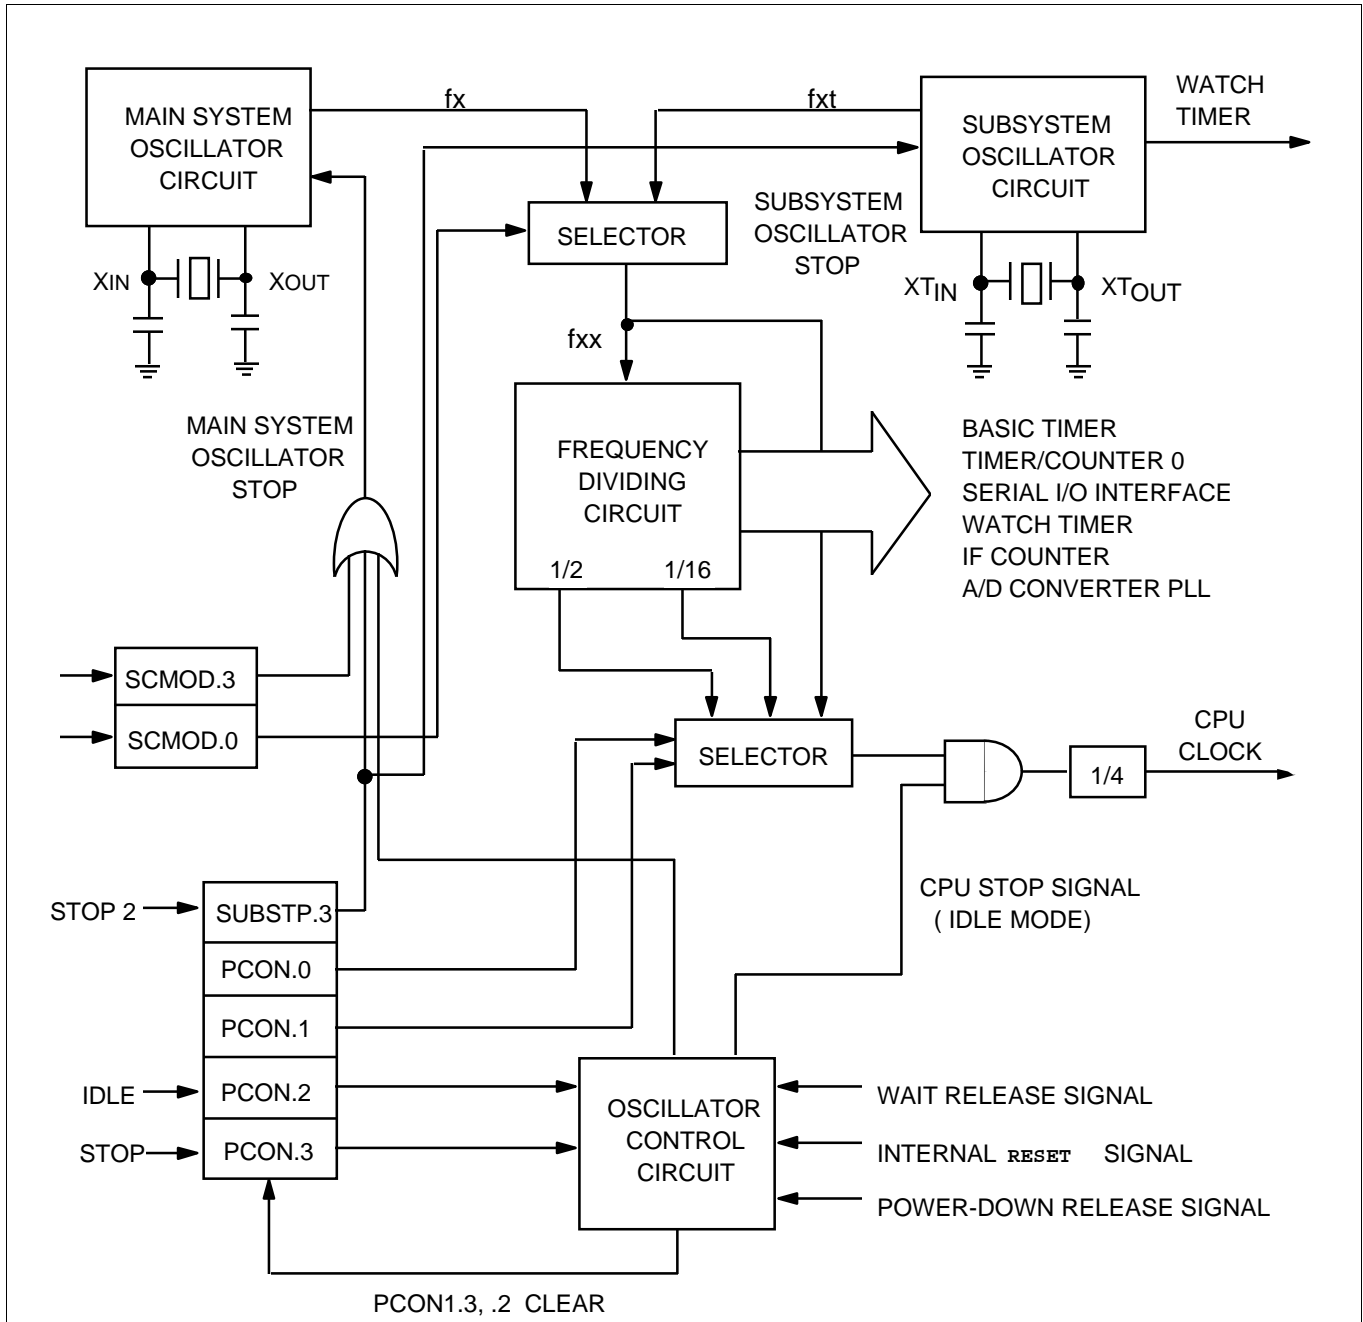 MAIN SYSTEM
OSCILLATOR
CIRCUIT
fx
fxt
SUBSYSTEM
OSCILLATOR
CIRCUIT
WATCH
TIMER
SELECTOR
SUBSYSTEM
OSCILLATOR
STOP
XIN
XOUT
XTIN
XTOUT
fxx
MAIN SYSTEM
OSCILLATOR
STOP
FREQUENCY
DIVIDING
CIRCUIT
1/2
1/16
BASIC TIMER
TIMER/COUNTER 0
SERIAL I/O INTERFACE
WATCH TIMER
IF COUNTER
A/D CONVERTER PLL
SCMOD.3
SCMOD.0
SELECTOR
1/4
CPU
CLOCK
STOP 2
SUBSTP.3
PCON.0
PCON.1
IDLE
PCON.2
STOP
PCON.3
CPU STOP SIGNAL
( IDLE MODE)
OSCILLATOR
CONTROL
CIRCUIT
WAIT RELEASE SIGNAL
INTERNAL RESET SIGNAL
POWER-DOWN RELEASE SIGNAL
PCON1.3, .2 CLEAR